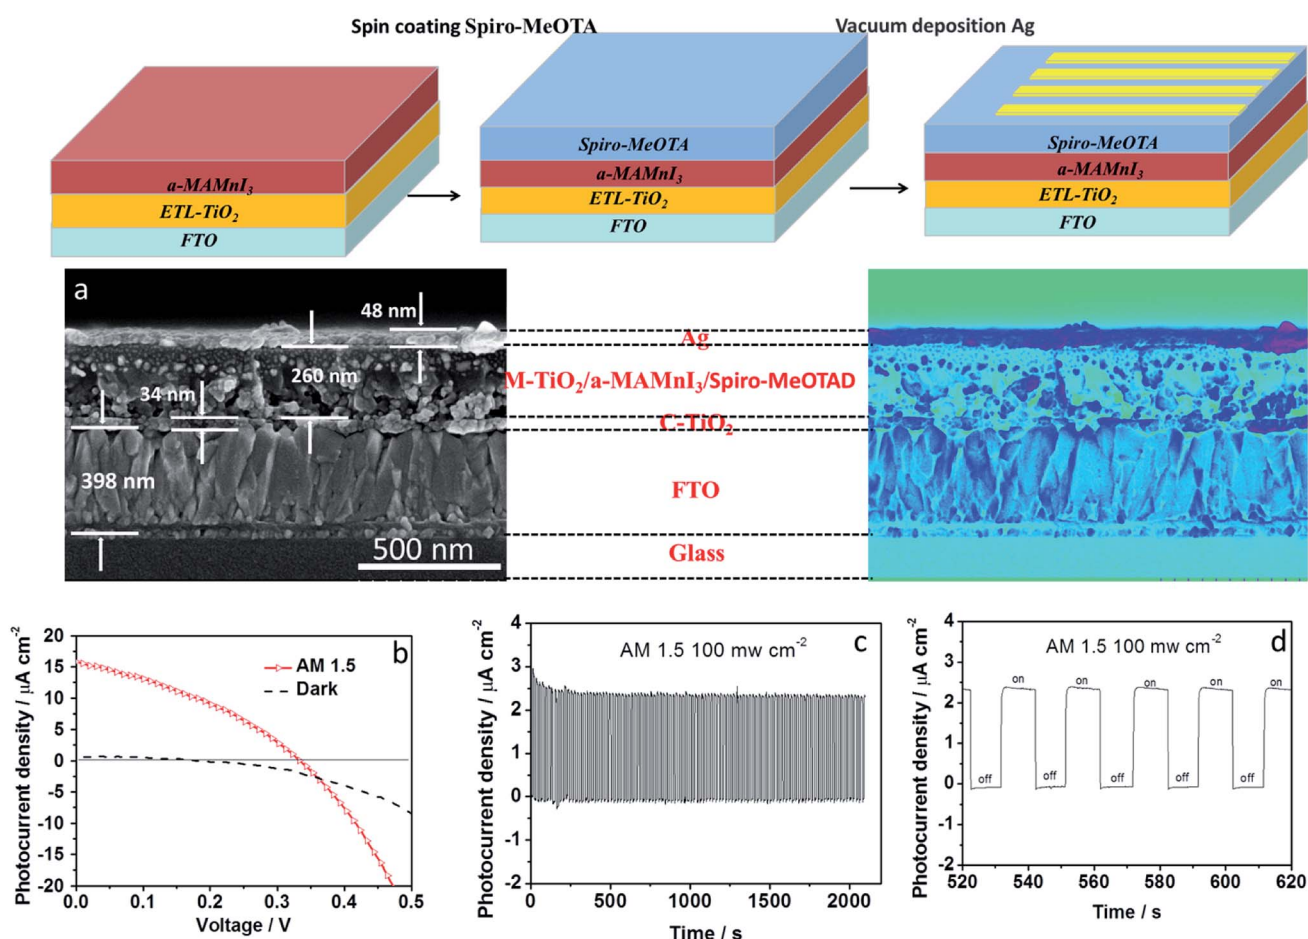 Spin coating Spiro-MeOTA
Vacuum deposition Ag
a-MAMnI₃
ETL-TiO₂
FTO
Spiro-MeOTA
a-MAMnI₃
ETL-TiO₂
FTO
Spiro-MeOTA
a-MAMnI₃
ETL-TiO₂
FTO
a
48 nm
260 nm
34 nm
398 nm
500 nm
Ag
M-TiO₂/a-MAMnI₃/Spiro-MeOTAD
C-TiO₂
FTO
Glass
b
AM 1.5
Dark
Photocurrent density / μA cm⁻²
20
15
10
5
0
-5
-10
-15
-20
0.0 0.1 0.2 0.3 0.4 0.5
Voltage / V
c
AM 1.5 100 mw cm⁻²
Photocurrent density / μA cm⁻²
4
3
2
1
0
-1
-2
0 500 1000 1500 2000
Time / s
d
AM 1.5 100 mw cm⁻²
Photocurrent density / μA cm⁻²
4
3
2
1
0
-1
-2
on on on on on
off off off off off
520 540 560 580 600 620
Time / s